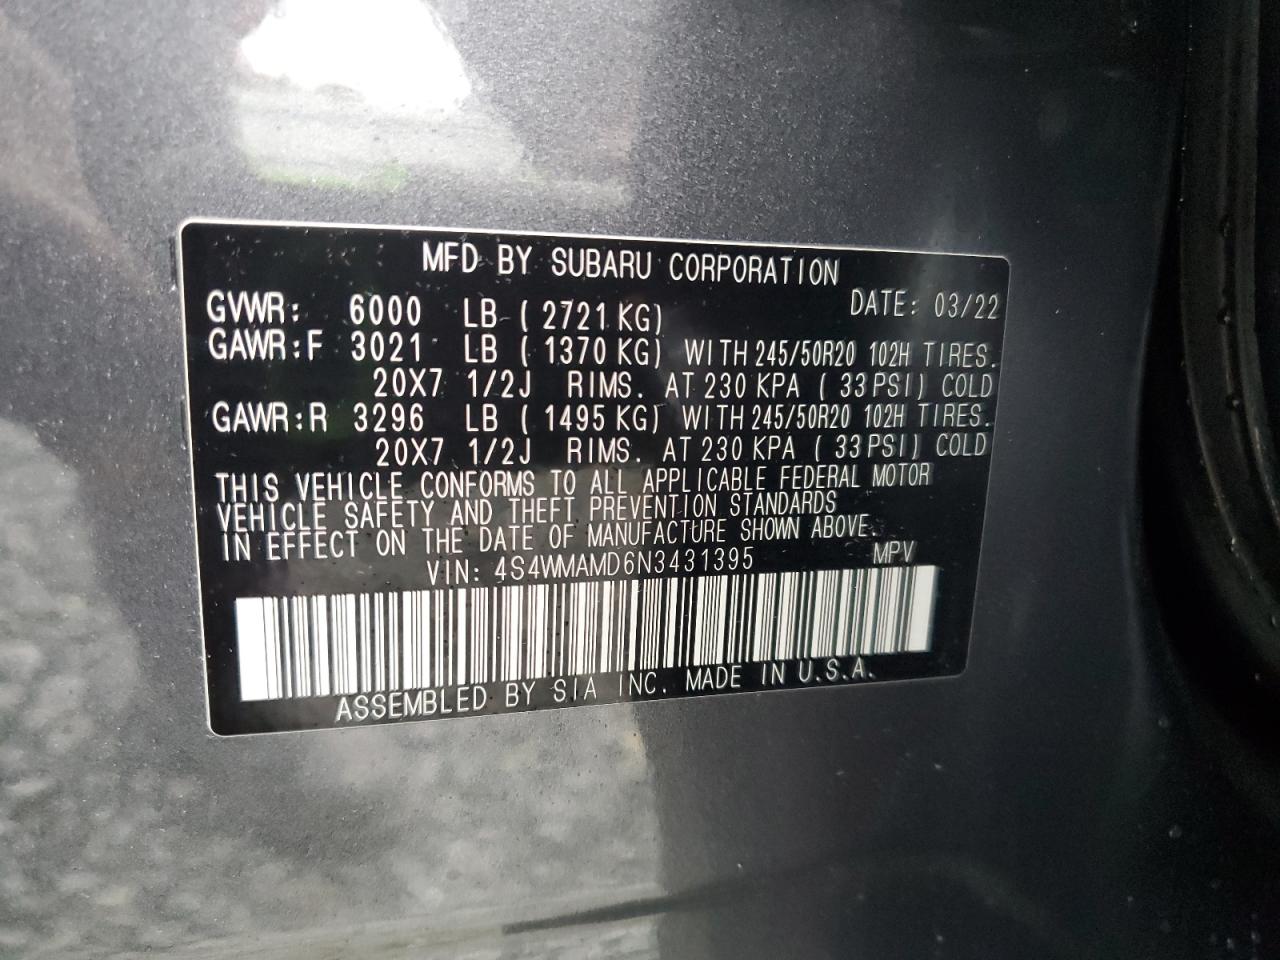 MFD BY SUBARU CORPORATION
GVWR: 6000 LB ( 2721 KG) DATE: 03/22
GAWR:F 3021 LB ( 1370 KG) WITH 245/50R20 102H TIRES.
20X7 1/2J RIMS. AT 230 KPA ( 33 PSI) COLD
GAWR:R 3296 LB ( 1495 KG) WITH 245/50R20 102H TIRES.
20X7 1/2J RIMS. AT 230 KPA ( 33 PSI) COLD
THIS VEHICLE CONFORMS TO ALL APPLICABLE FEDERAL MOTOR
VEHICLE SAFETY AND THEFT PREVENTION STANDARDS
IN EFFECT ON THE DATE OF MANUFACTURE SHOWN ABOVE.
VIN: 4S4WMAMD6N3431395 MPV
ASSEMBLED BY SIA INC. MADE IN U.S.A.